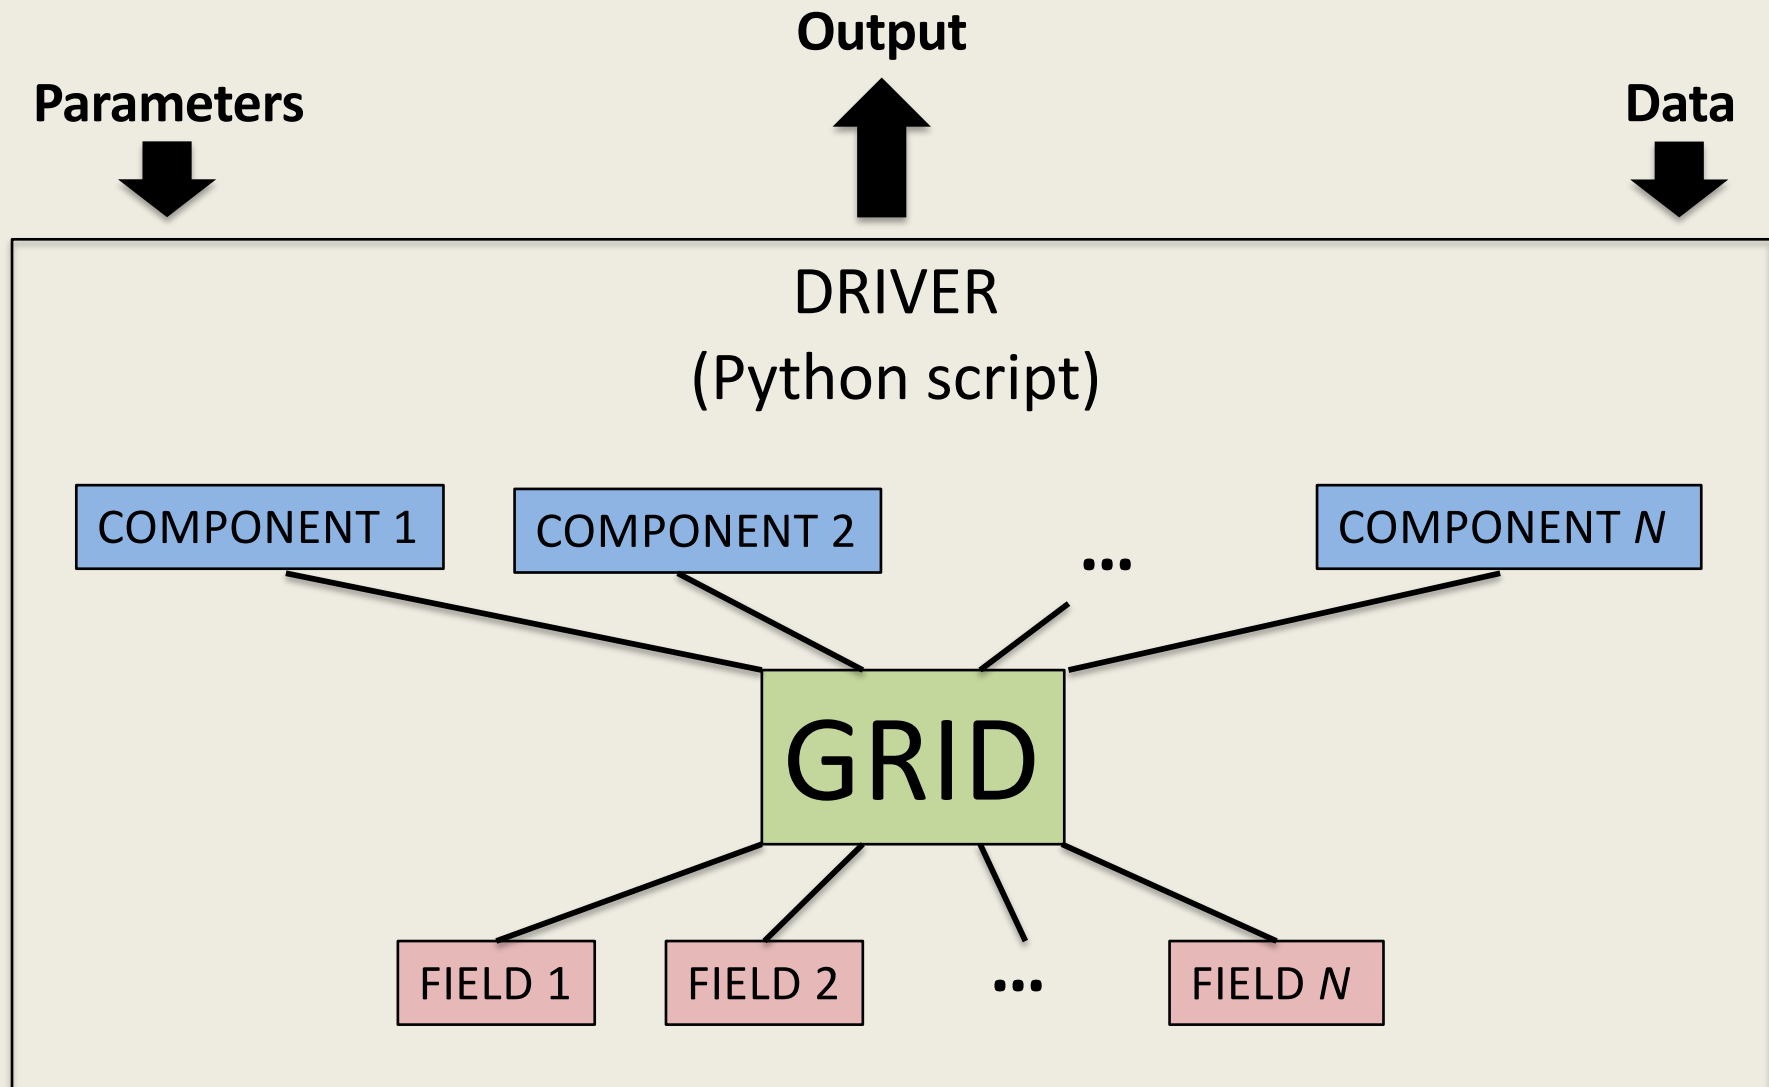 Output
Parameters
Data
DRIVER
(Python script)
COMPONENT 1
COMPONENT 2
...
COMPONENT N
GRID
FIELD 1
FIELD 2
...
FIELD N